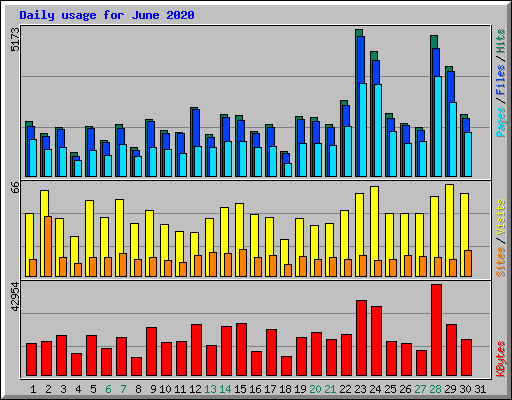 Daily usage for June 2020
5173
Pages / Files / Hits
66
Sites / Visits
42954
KBytes
1 2 3 4 5 6 7 8 9 10 11 12 13 14 15 16 17 18 19 20 21 22 23 24 25 26 27 28 29 30 31